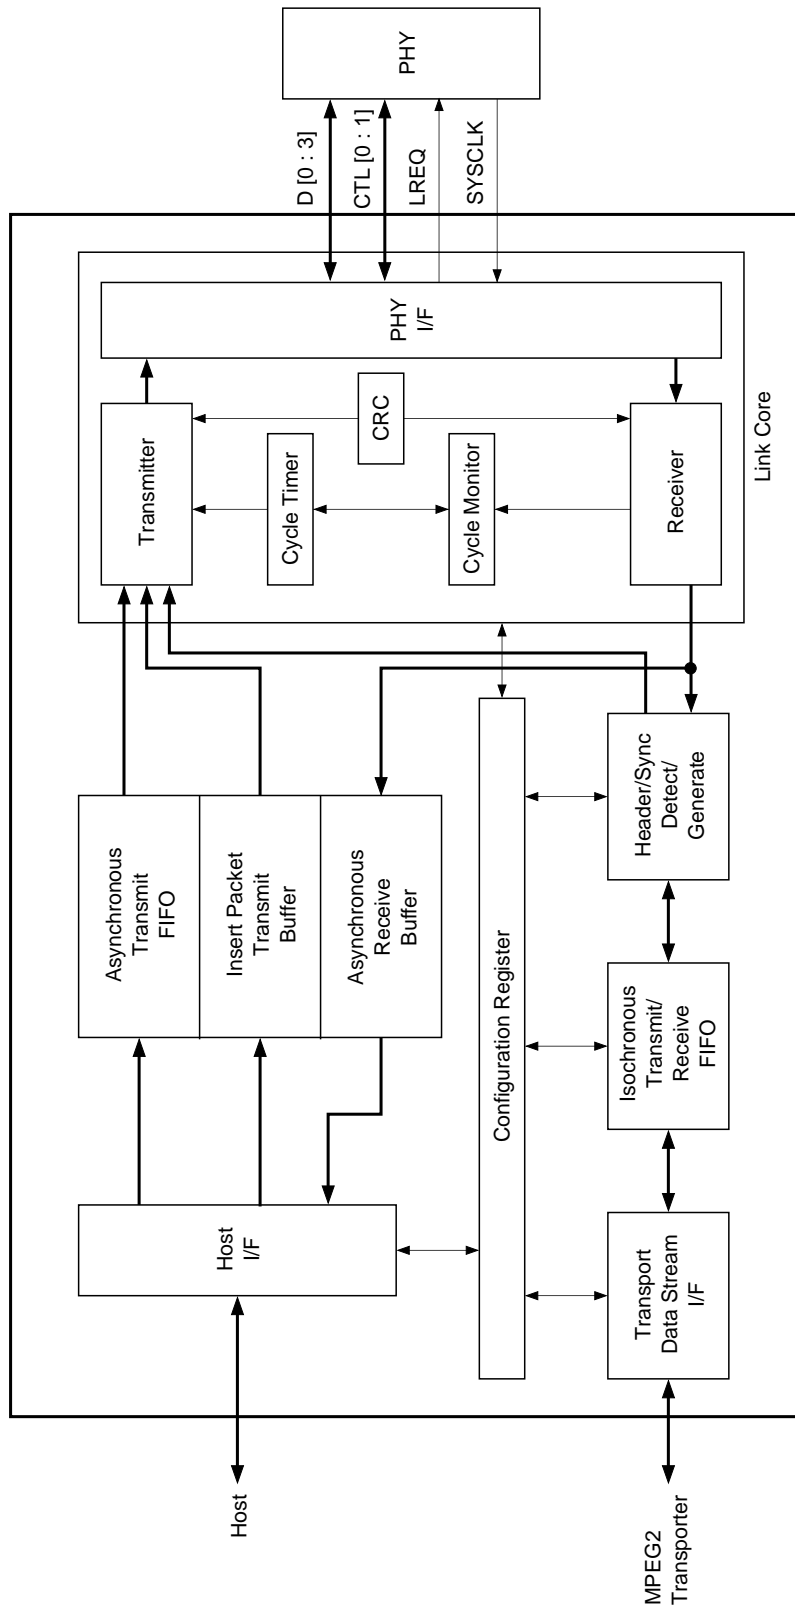 Host
MPEG2
Transporter
Host
I/F
Transport
Data Stream
I/F
Asynchronous
Transmit
FIFO
Insert Packet
Transmit
Buffer
Asynchronous
Receive
Buffer
Configuration Register
Isochronous
Transmit/
Receive
FIFO
Header/Sync
Detect/
Generate
Transmitter
Cycle Timer
Cycle Monitor
CRC
Receiver
Link Core
PHY
I/F
D [0 : 3]
CTL [0 : 1]
LREQ
SYSCLK
PHY